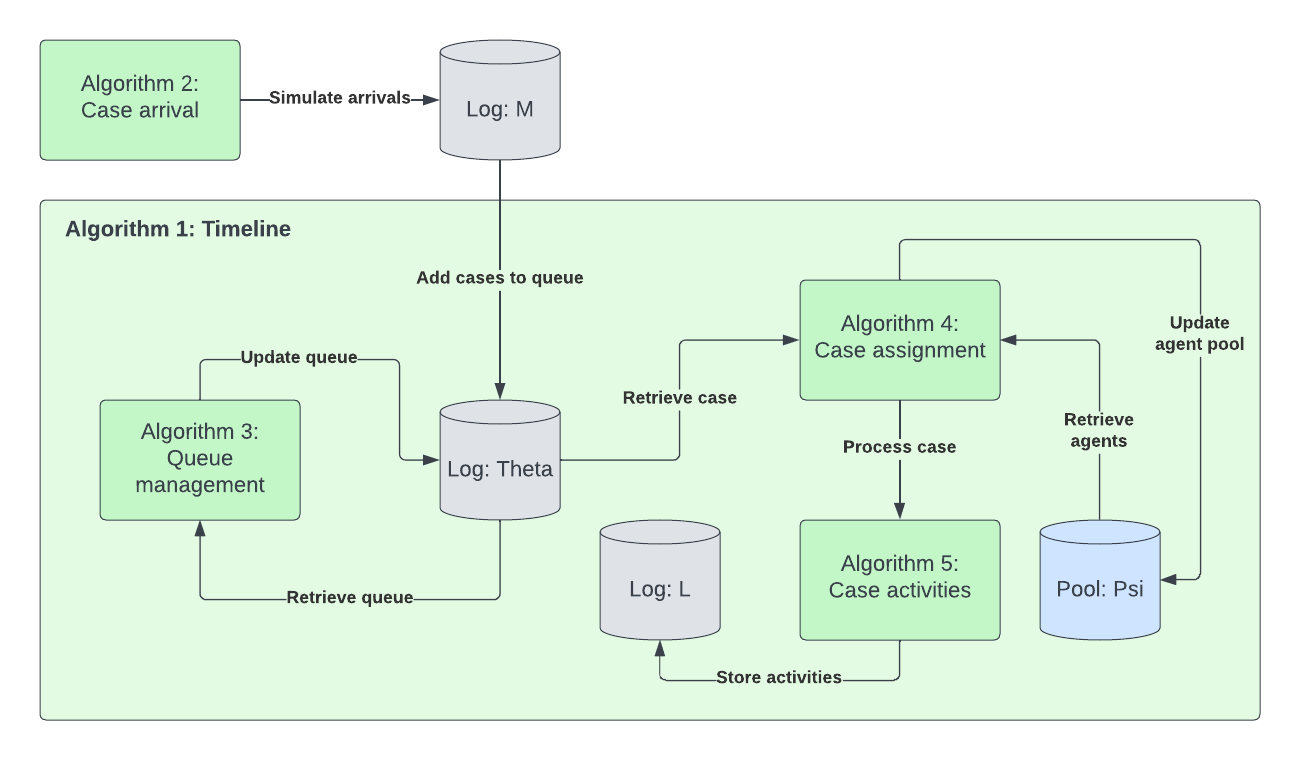 Algorithm 2:
Case arrival
Simulate arrivals
Log: M
Algorithm 1: Timeline
Add cases to queue
Algorithm 4:
Case assignment
Update
agent pool
Update queue
Retrieve case
Retrieve
agents
Algorithm 3:
Queue
management
Log: Theta
Process case
Algorithm 5:
Case activities
Log: L
Pool: Psi
Retrieve queue
Store activities